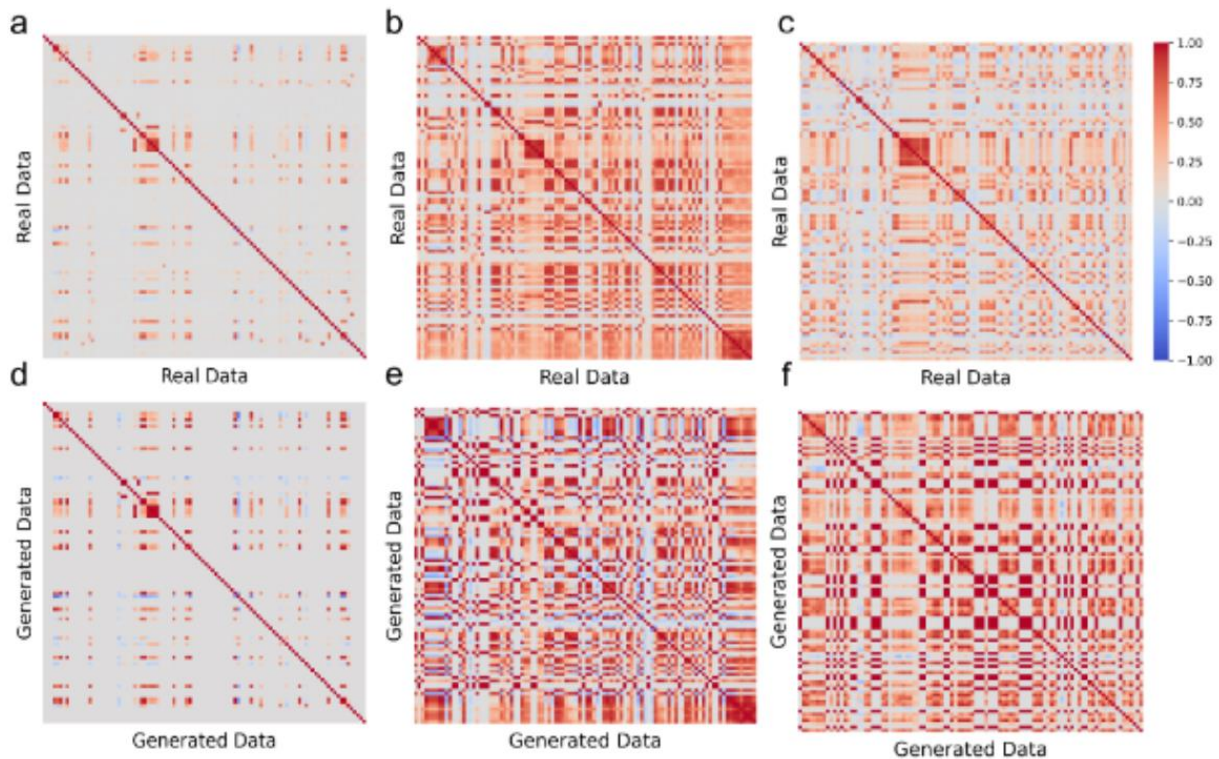 a
b
c
Real Data
Real Data
Real Data
1.00
0.75
0.50
0.25
0.00
−0.25
−0.50
−0.75
−1.00
Real Data
Real Data
Real Data
d
e
f
Generated Data
Generated Data
Generated Data
Generated Data
Generated Data
Generated Data